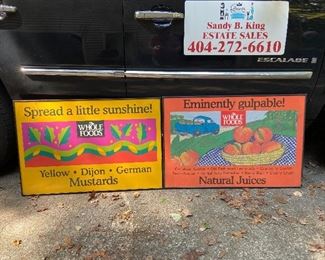 Sandy B. King
ESTATE SALES
404-272-6610
ESCALADE
Spread a little sunshine!
WHOLE
FOODS
Yellow • Dijon • German
Mustards
Eminently gulpable!
WHOLE
FOODS
Natural Juices